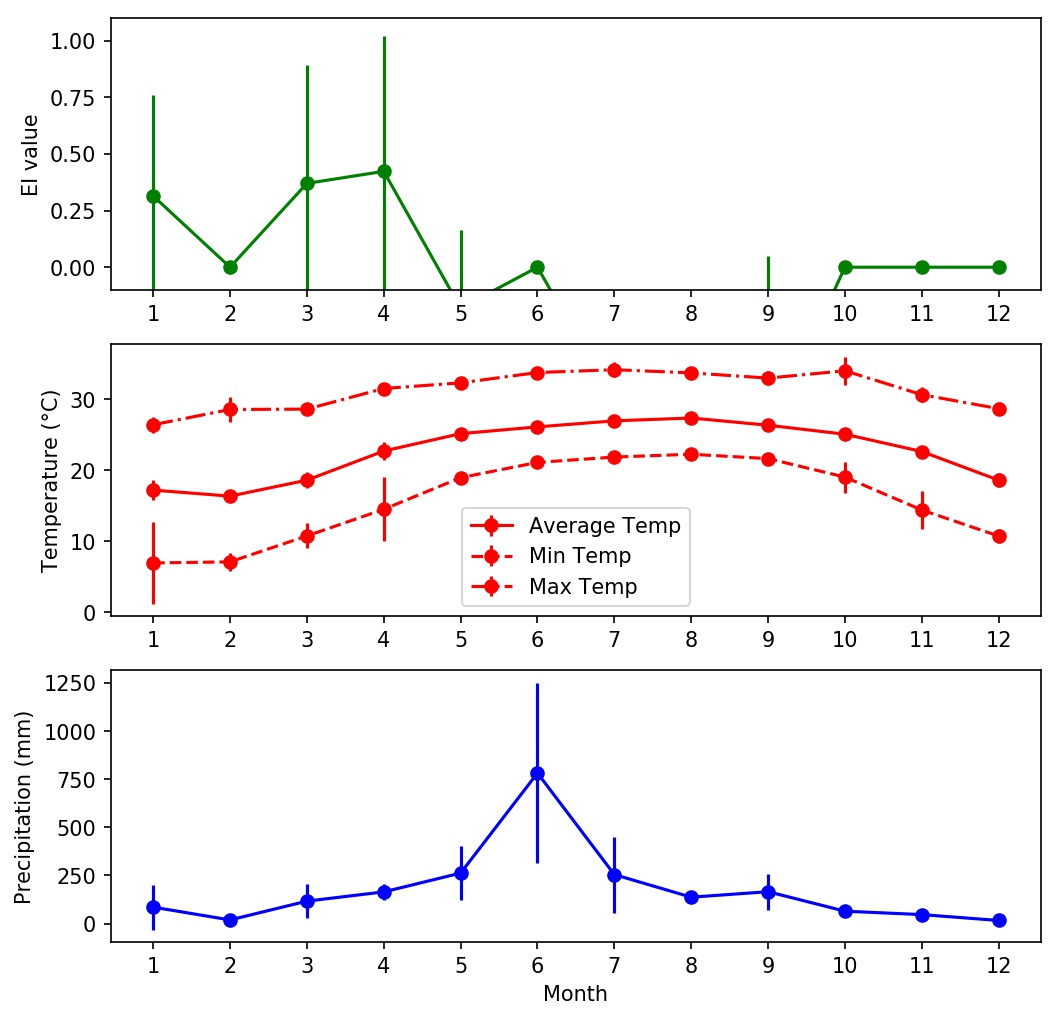 EI value
1.00
0.75
0.50
0.25
0.00
1 2 3 4 5 6 7 8 9 10 11 12
Temperature (°C)
30
20
10
0
Average Temp
Min Temp
Max Temp
1 2 3 4 5 6 7 8 9 10 11 12
Precipitation (mm)
1250
1000
750
500
250
0
1 2 3 4 5 6 7 8 9 10 11 12
Month